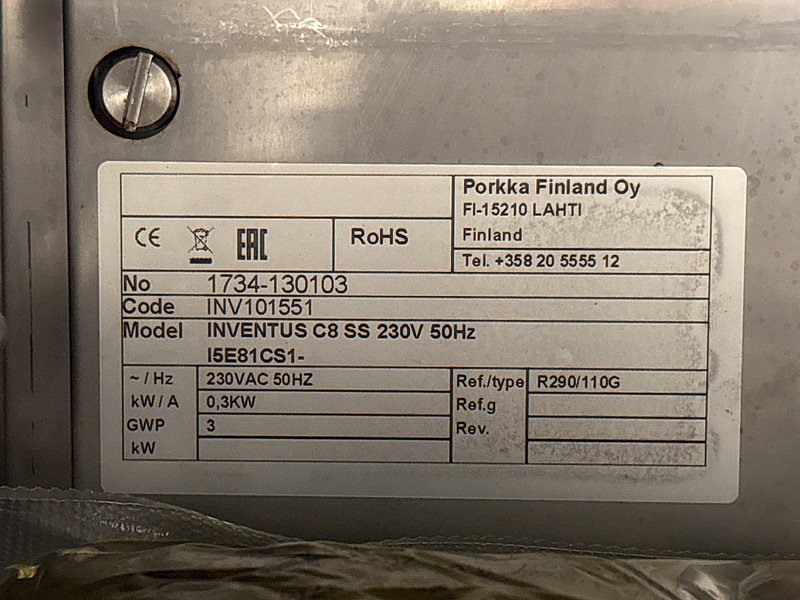 Porkka Finland Oy
FI-15210 LAHTI
Finland
CE EAC RoHS
Tel. +358 20 5555 12
No 1734-130103
Code INV101551
Model INVENTUS C8 SS 230V 50Hz
I5E81CS1-
~ / Hz 230VAC 50HZ Ref./type R290/110G
kW / A 0,3KW Ref.g
GWP 3 Rev.
kW